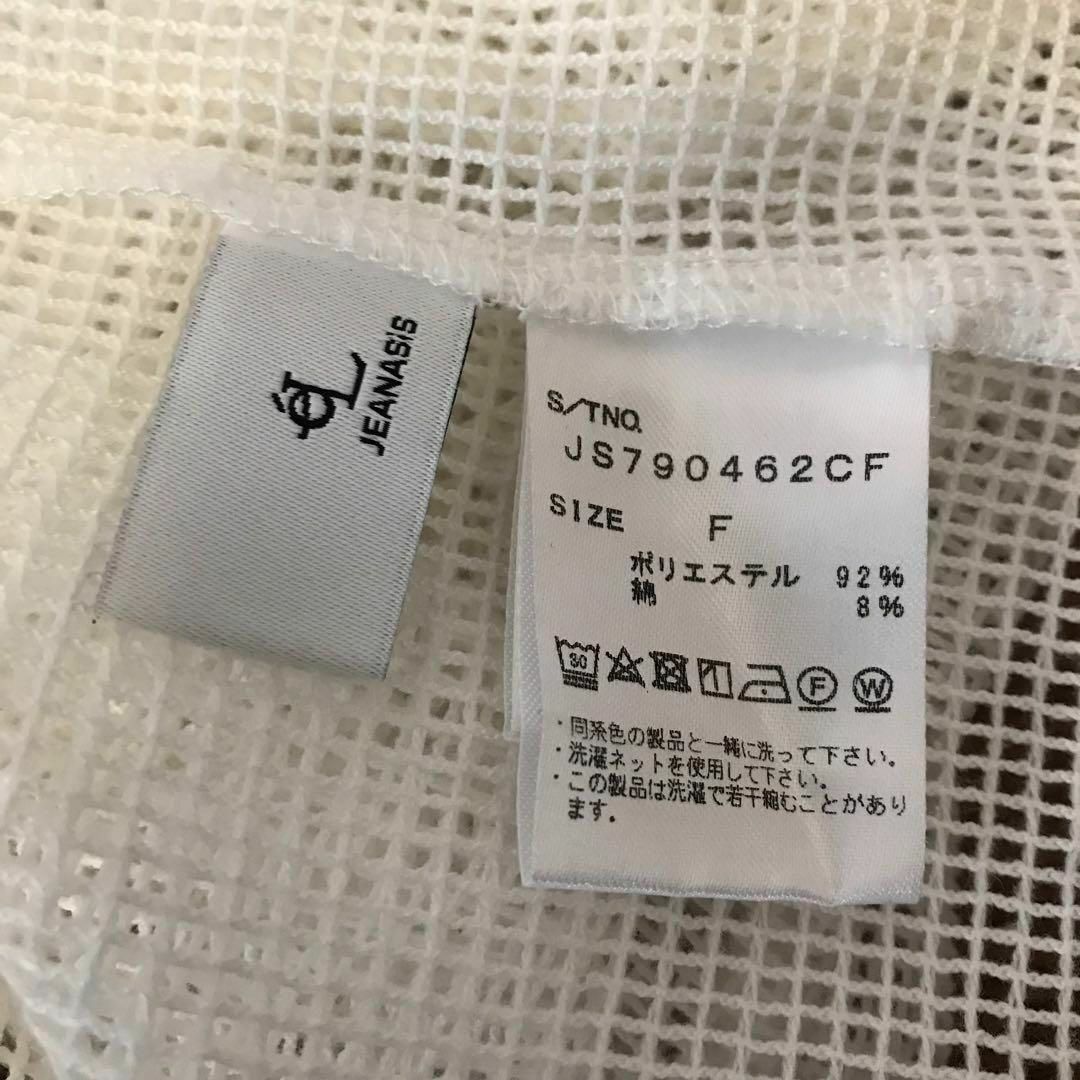 JEANASiS
S/TNO.
JS790462CF
SIZE F
ポリエステル 92%
綿 8%
30
F W
・同系色の製品と一緒に洗って下さい。
・洗濯ネットを使用して下さい。
・この製品は洗濯で若干縮むことがあり
ます。